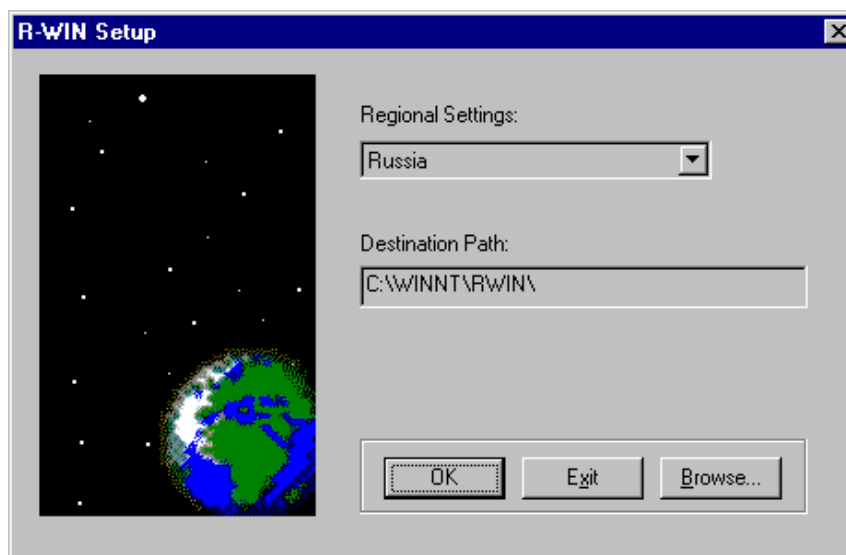 R-WIN Setup
Regional Settings:
Russia
Destination Path:
C:\WINNT\RWIN\
OK
Exit
Browse...